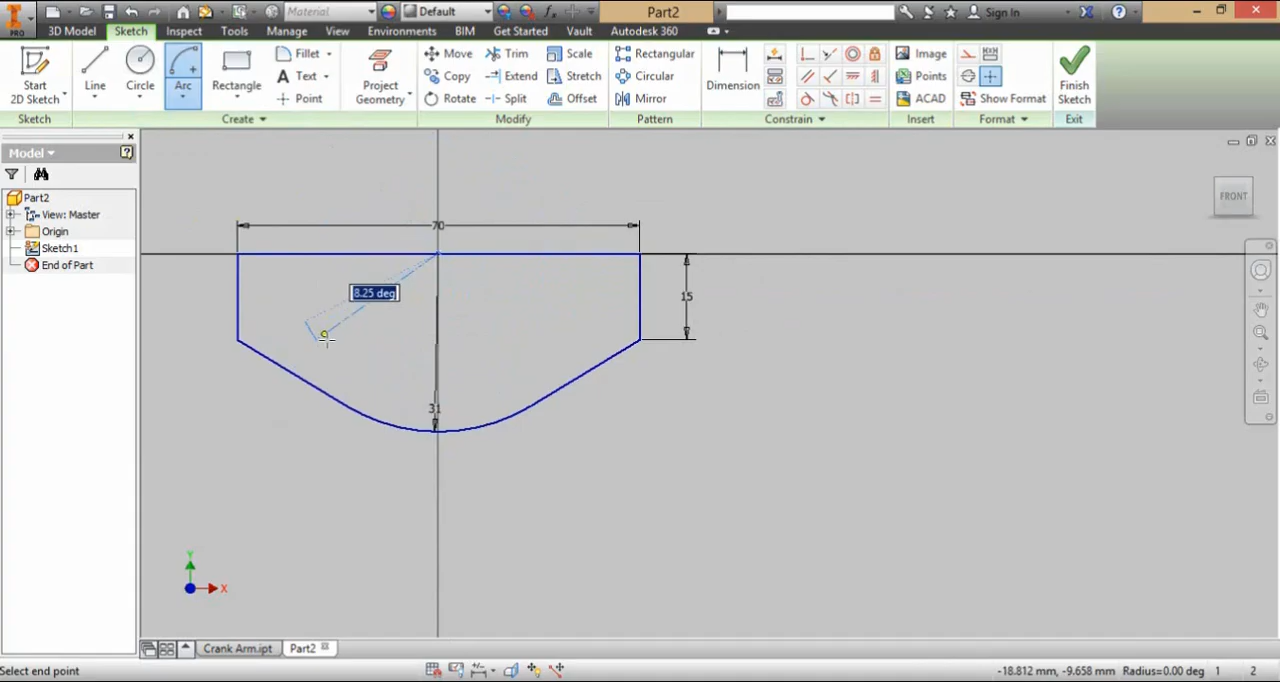 PRO Material Default fx Part2 Sign In
3D Model Sketch Inspect Tools Manage View Environments BIM Get Started Vault Autodesk 360
Start 2D Sketch Line Circle Arc Rectangle Fillet Text Point Project Geometry Move Copy Rotate Trim Extend Split Scale Stretch Offset Rectangular Circular Mirror Dimension Image Points ACAD Show Format Finish Sketch
Sketch Create Modify Pattern Constrain Insert Format Exit
Model
Part2
View: Master
Origin
Sketch1
End of Part
70
FRONT
8.25 deg
15
31
Y
X
Crank Arm.ipt Part2
Select end point -18.812 mm, -9.658 mm Radius=0.00 deg 1 2